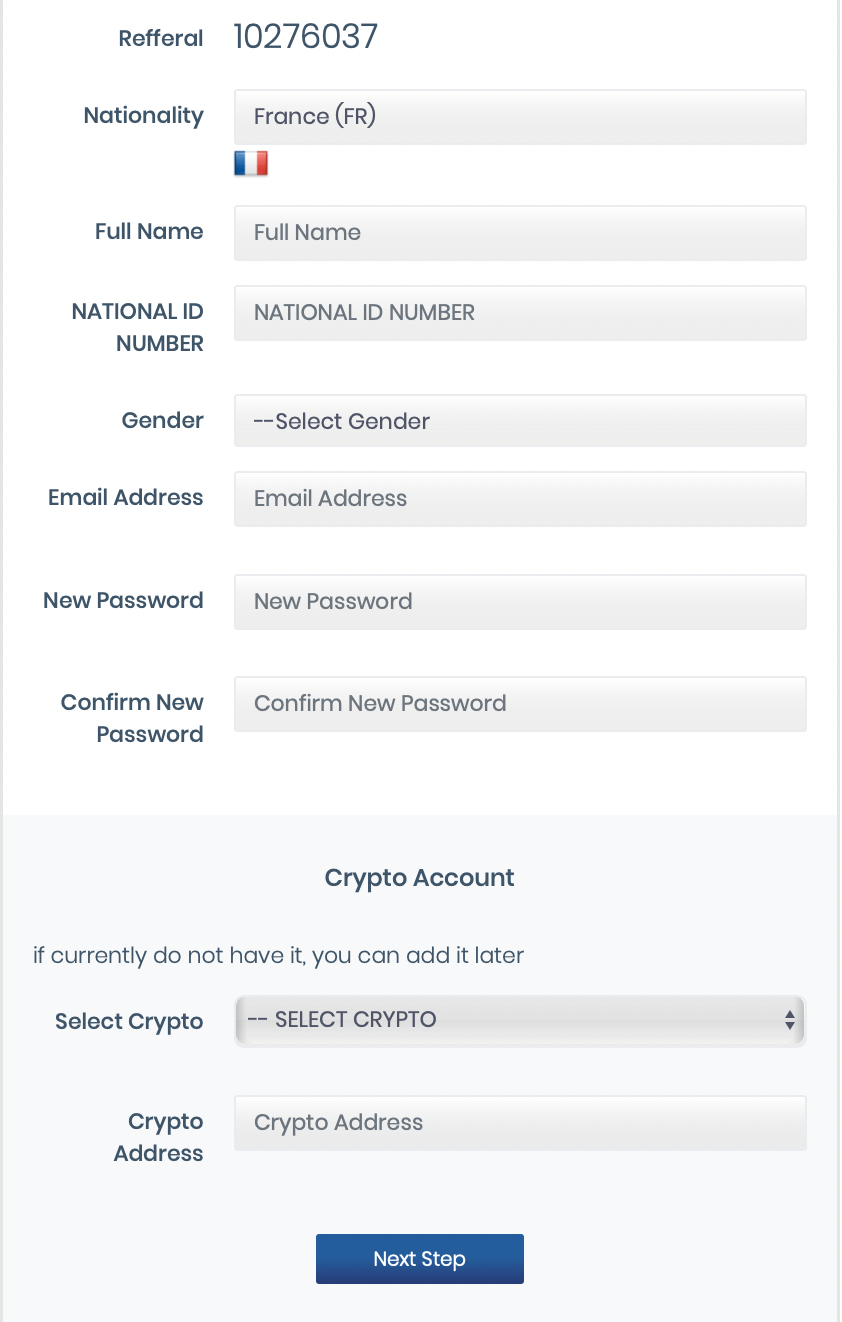 Refferal 10276037
Nationality France (FR)
Full Name Full Name
NATIONAL ID NATIONAL ID NUMBER
NUMBER
Gender --Select Gender
Email Address Email Address
New Password New Password
Confirm New Confirm New Password
Password
Crypto Account
if currently do not have it, you can add it later
Select Crypto -- SELECT CRYPTO
Crypto Crypto Address
Address
Next Step